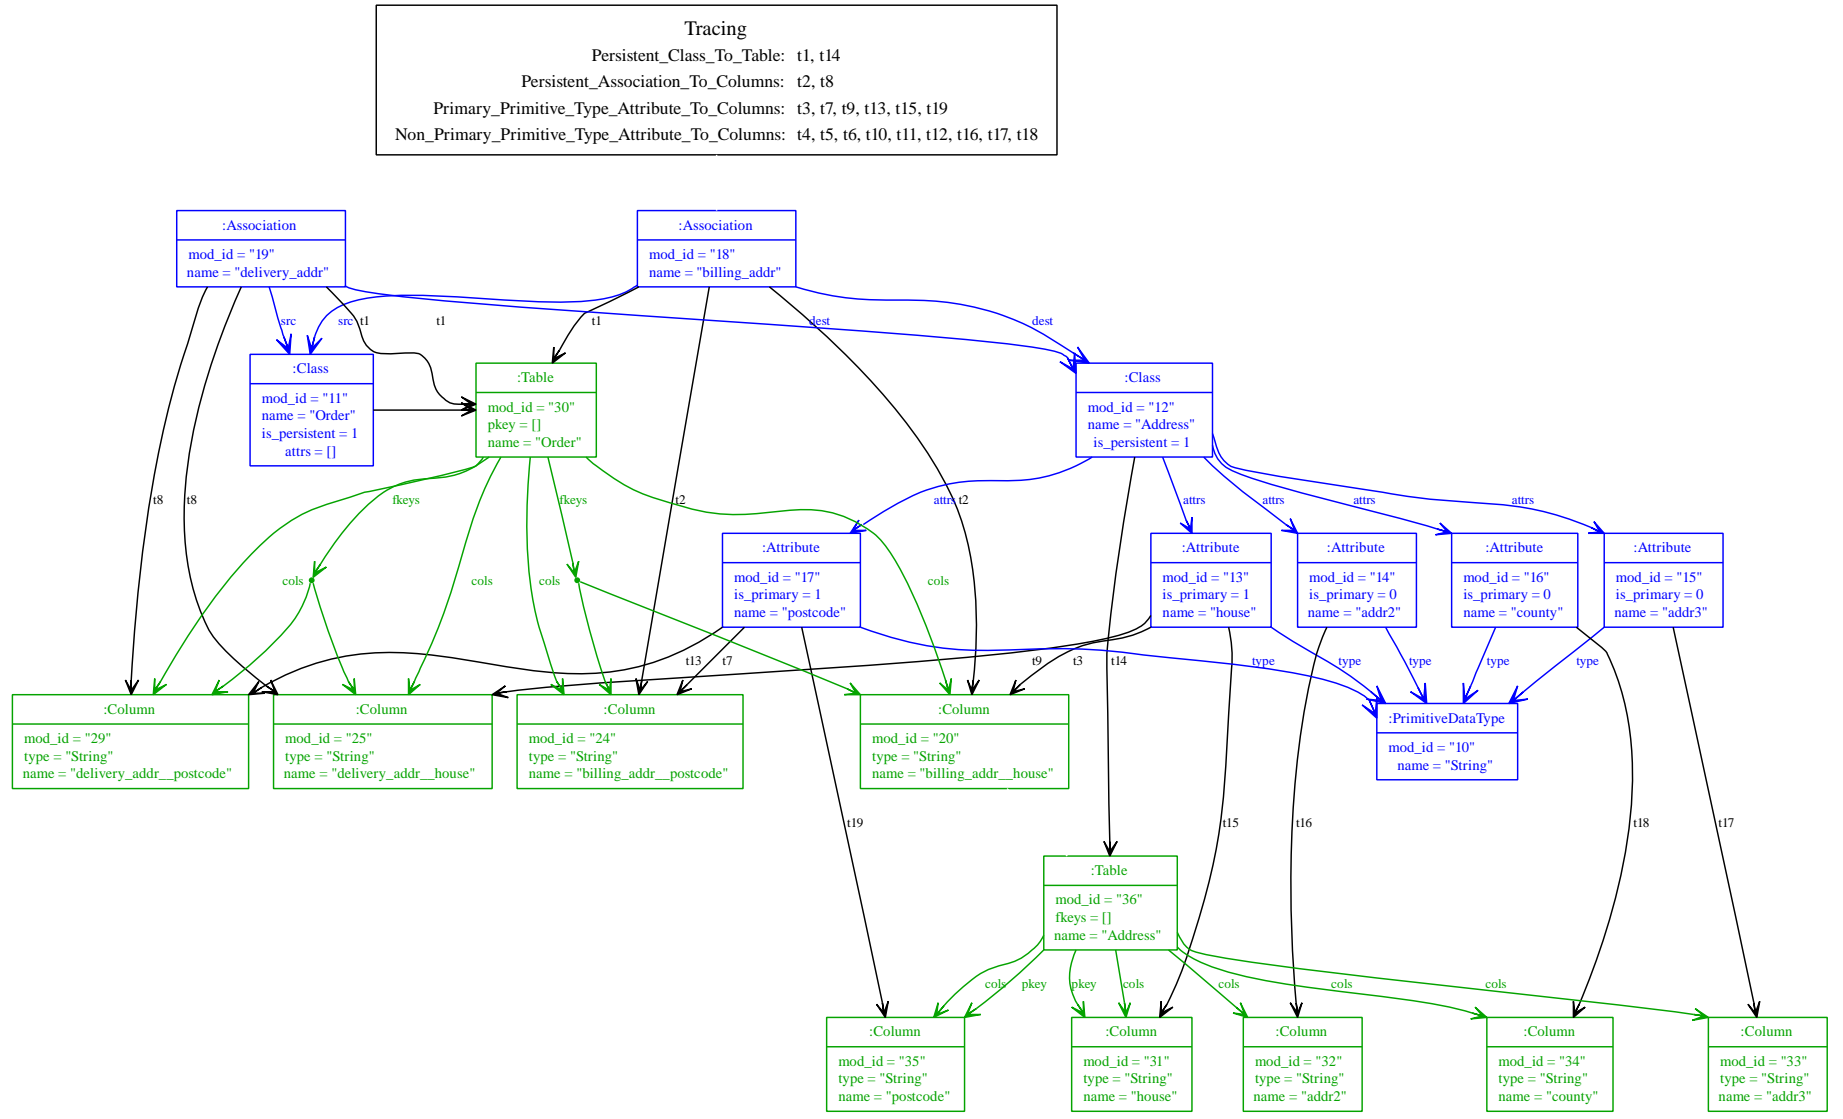 Tracing
Persistent_Class_To_Table: t1, t14
Persistent_Association_To_Columns: t2, t8
Primary_Primitive_Type_Attribute_To_Columns: t3, t7, t9, t13, t15, t19
Non_Primary_Primitive_Type_Attribute_To_Columns: t4, t5, t6, t10, t11, t12, t16, t17, t18
:Association
mod_id = "19"
name = "delivery_addr"
:Association
mod_id = "18"
name = "billing_addr"
src
src
t1
t1
t1
dest
dest
:Class
mod_id = "11"
name = "Order"
is_persistent = 1
attrs = []
:Table
mod_id = "30"
pkey = []
name = "Order"
:Class
mod_id = "12"
name = "Address"
is_persistent = 1
t8
t8
fkeys
fkeys
t2
attrs
t2
attrs
attrs
attrs
attrs
:Attribute
mod_id = "17"
is_primary = 1
name = "postcode"
:Attribute
mod_id = "13"
is_primary = 1
name = "house"
:Attribute
mod_id = "14"
is_primary = 0
name = "addr2"
:Attribute
mod_id = "16"
is_primary = 0
name = "county"
:Attribute
mod_id = "15"
is_primary = 0
name = "addr3"
cols
cols
cols
cols
t13
t7
t9
t3
t14
type
type
type
type
type
:Column
mod_id = "29"
type = "String"
name = "delivery_addr__postcode"
:Column
mod_id = "25"
type = "String"
name = "delivery_addr__house"
:Column
mod_id = "24"
type = "String"
name = "billing_addr__postcode"
:Column
mod_id = "20"
type = "String"
name = "billing_addr__house"
:PrimitiveDataType
mod_id = "10"
name = "String"
t19
t15
t16
t18
t17
:Table
mod_id = "36"
fkeys = []
name = "Address"
cols
pkey
pkey
cols
cols
cols
cols
:Column
mod_id = "35"
type = "String"
name = "postcode"
:Column
mod_id = "31"
type = "String"
name = "house"
:Column
mod_id = "32"
type = "String"
name = "addr2"
:Column
mod_id = "34"
type = "String"
name = "county"
:Column
mod_id = "33"
type = "String"
name = "addr3"